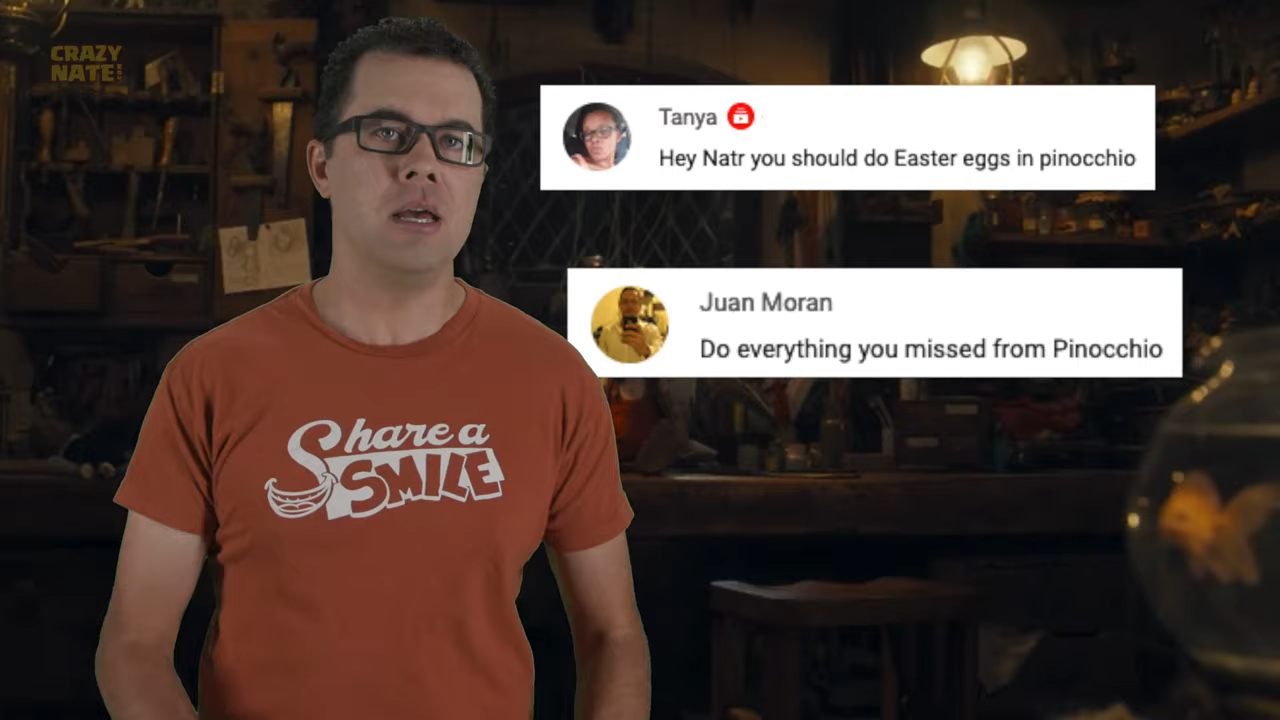 CRAZY
NATE.com
Tanya
Hey Natr you should do Easter eggs in pinocchio
Juan Moran
Do everything you missed from Pinocchio
Share a
SMILE